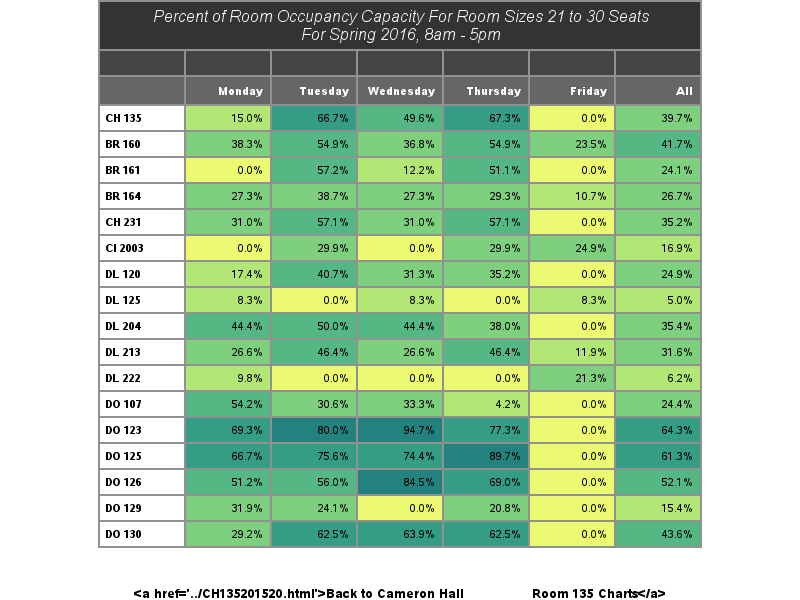 Percent of Room Occupancy Capacity For Room Sizes 21 to 30 Seats
For Spring 2016, 8am - 5pm
Monday Tuesday Wednesday Thursday Friday All
CH 135 15.0% 66.7% 49.6% 67.3% 0.0% 39.7%
BR 160 38.3% 54.9% 36.8% 54.9% 23.5% 41.7%
BR 161 0.0% 57.2% 12.2% 51.1% 0.0% 24.1%
BR 164 27.3% 38.7% 27.3% 29.3% 10.7% 26.7%
CH 231 31.0% 57.1% 31.0% 57.1% 0.0% 35.2%
CI 2003 0.0% 29.9% 0.0% 29.9% 24.9% 16.9%
DL 120 17.4% 40.7% 31.3% 35.2% 0.0% 24.9%
DL 125 8.3% 0.0% 8.3% 0.0% 8.3% 5.0%
DL 204 44.4% 50.0% 44.4% 38.0% 0.0% 35.4%
DL 213 26.6% 46.4% 26.6% 46.4% 11.9% 31.6%
DL 222 9.8% 0.0% 0.0% 0.0% 21.3% 6.2%
DO 107 54.2% 30.6% 33.3% 4.2% 0.0% 24.4%
DO 123 69.3% 80.0% 94.7% 77.3% 0.0% 64.3%
DO 125 66.7% 75.6% 74.4% 89.7% 0.0% 61.3%
DO 126 51.2% 56.0% 84.5% 69.0% 0.0% 52.1%
DO 129 31.9% 24.1% 0.0% 20.8% 0.0% 15.4%
DO 130 29.2% 62.5% 63.9% 62.5% 0.0% 43.6%
<a href='../CH135201520.html'>Back to Cameron Hall Room 135 Charts</a>